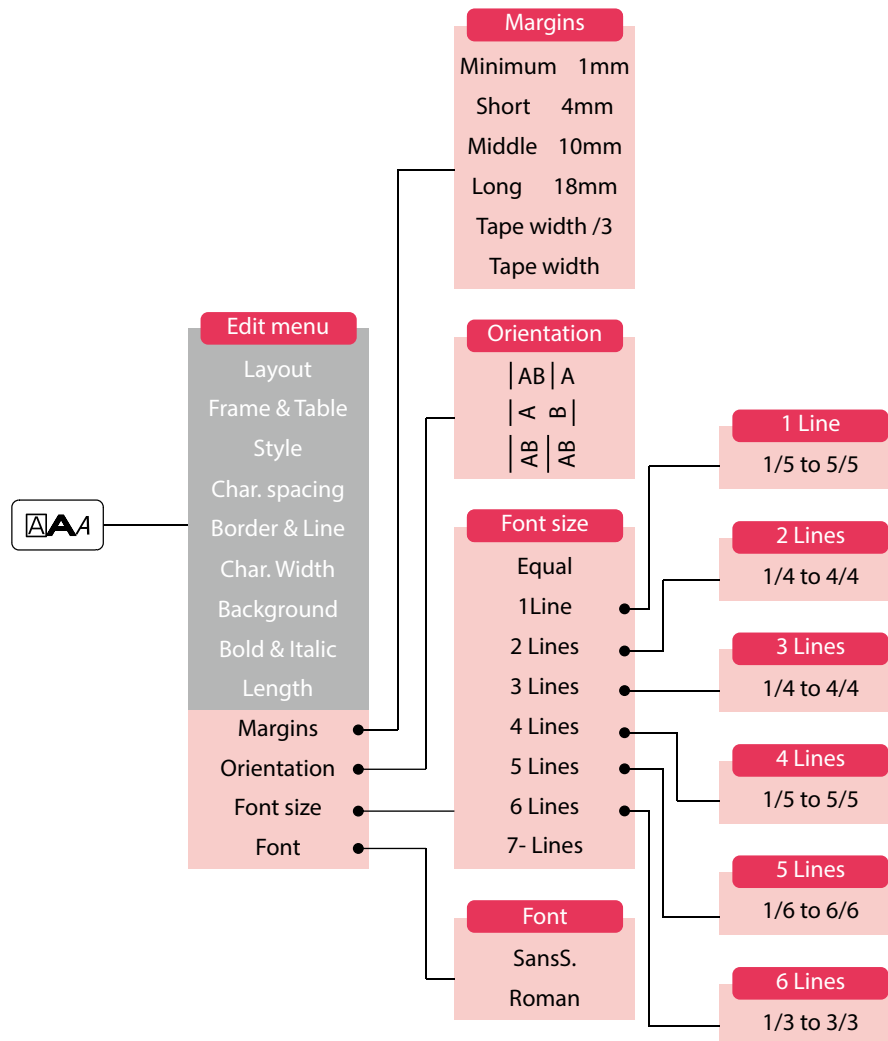 AAA
Edit menu
Layout
Frame & Table
Style
Char. spacing
Border & Line
Char. Width
Background
Bold & Italic
Length
Margins
Orientation
Font size
Font
Margins
Minimum 1mm
Short 4mm
Middle 10mm
Long 18mm
Tape width /3
Tape width
Orientation
|AB|A
|A B|
|AB|AB
Font size
Equal
1Line
2 Lines
3 Lines
4 Lines
5 Lines
6 Lines
7- Lines
Font
SansS.
Roman
1 Line
1/5 to 5/5
2 Lines
1/4 to 4/4
3 Lines
1/4 to 4/4
4 Lines
1/5 to 5/5
5 Lines
1/6 to 6/6
6 Lines
1/3 to 3/3